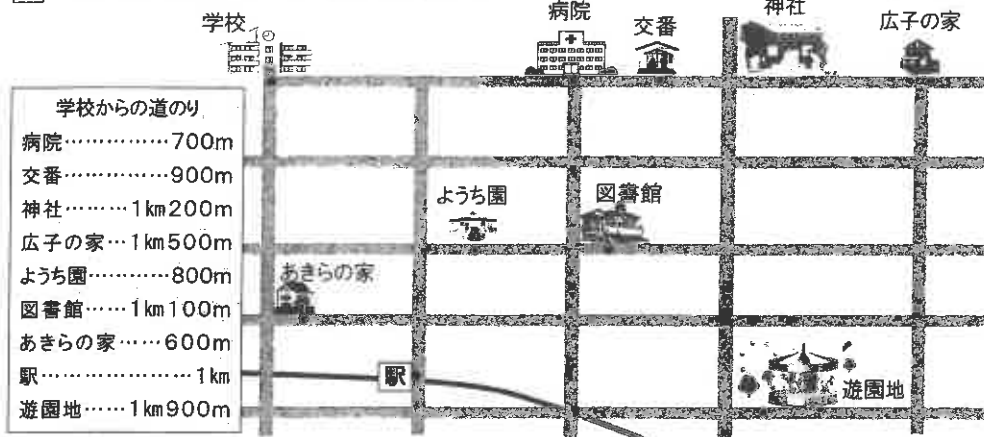 学校
病院
交番
神社
広子の家
学校からの道のり
病院……………700m
交番……………900m
神社………1km200m
広子の家…1km500m
ようち園…………800m
図書館……1km100m
あきらの家……600m
駅…………………1km
遊園地……1km900m
ようち園
図書館
あきらの家
駅
遊園地